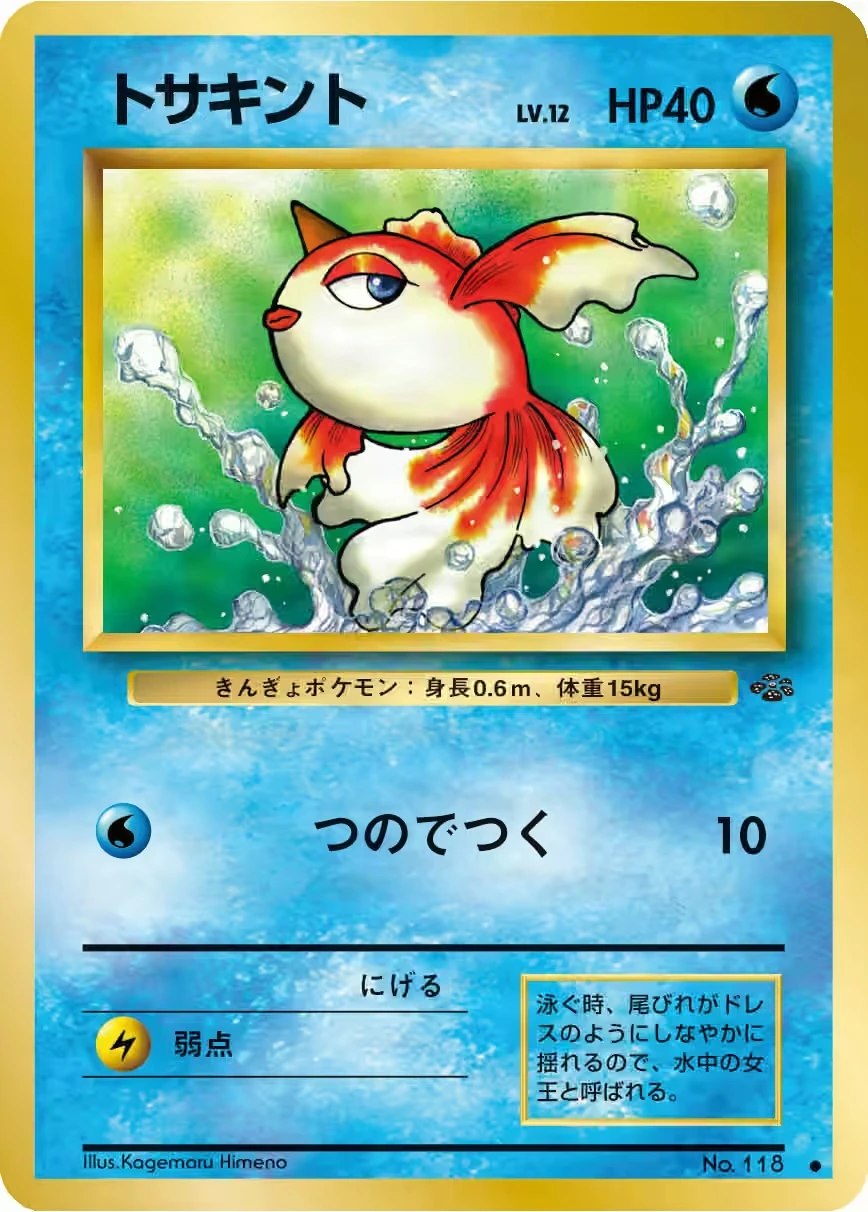 トサキント LV.12 HP40
きんぎょポケモン：身長0.6m、体重15kg
つのでつく 10
にげる
弱点
泳ぐ時、尾びれがドレ
スのようにしなやかに
揺れるので、水中の女
王と呼ばれる。
Illus.Kagemaru Himeno No. 118